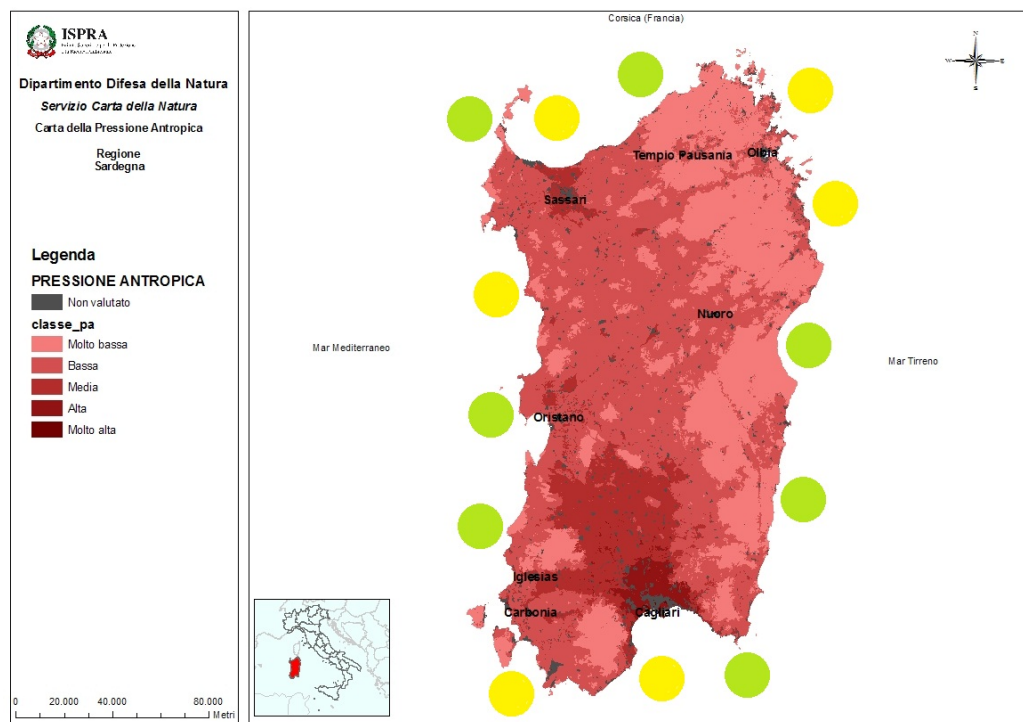 ISPRA
Dipartimento Difesa della Natura
Servizio Carta della Natura
Carta della Pressione Antropica
Regione
Sardegna
Legenda
PRESSIONE ANTROPICA
Non valutato
classe_pa
Molto bassa
Bassa
Media
Alta
Molto alta
0 20.000 40.000 80.000
Metri
Corsica (Francia)
N
W
E
S
Tempio Pausania
Olbia
Sassari
Nuoro
Mar Mediterraneo
Mar Tirreno
Oristano
Iglesias
Carbonia
Cagliari